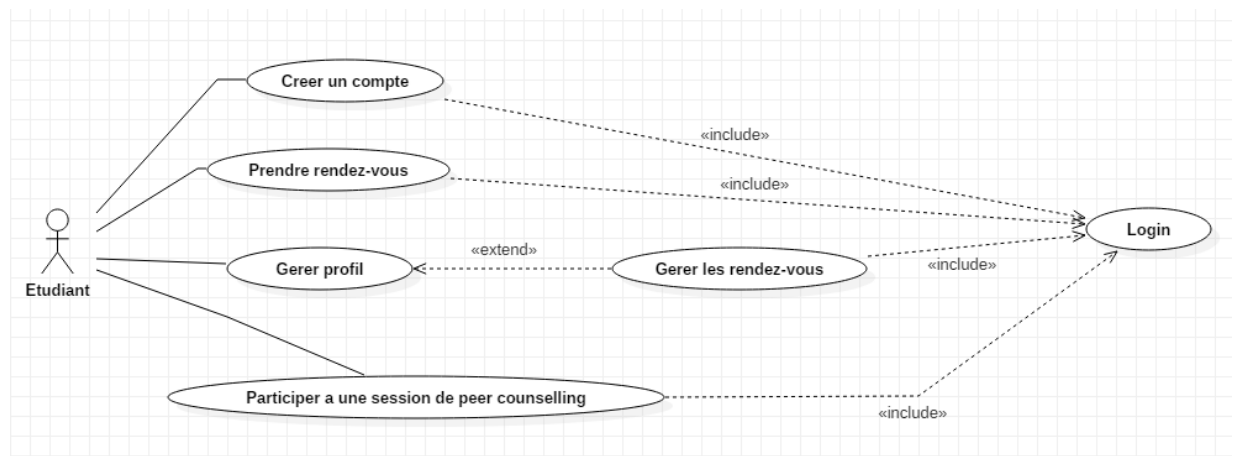 Creer un compte
«include»
Prendre rendez-vous
«include»
Login
Etudiant
Gerer profil
«extend»
Gerer les rendez-vous
«include»
Participer a une session de peer counselling
«include»